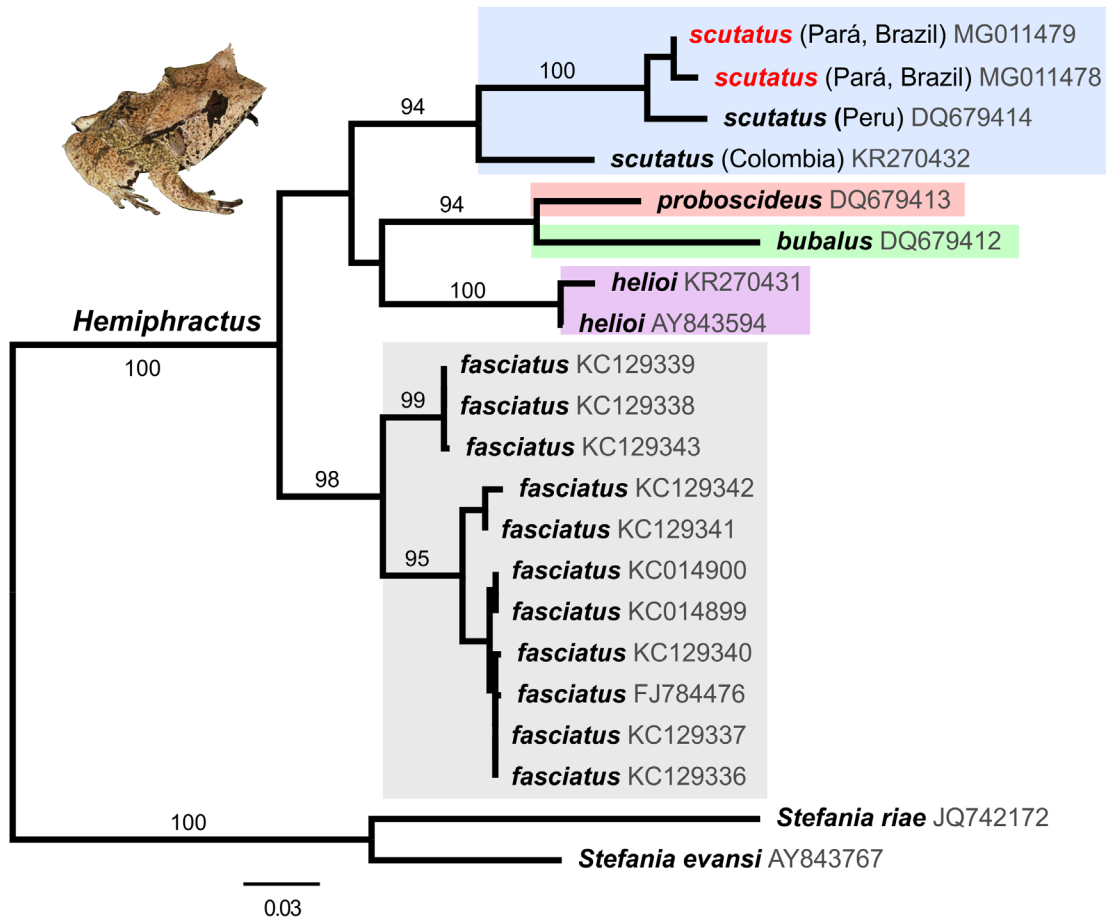 scutatus (Pará, Brazil) MG011479
scutatus (Pará, Brazil) MG011478
100
scutatus (Peru) DQ679414
94
scutatus (Colombia) KR270432
proboscideus DQ679413
94
bubalus DQ679412
helioi KR270431
100
helioi AY843594
Hemiphractus
100
fasciatus KC129339
99
fasciatus KC129338
fasciatus KC129343
98
fasciatus KC129342
fasciatus KC129341
95
fasciatus KC014900
fasciatus KC014899
fasciatus KC129340
fasciatus FJ784476
fasciatus KC129337
fasciatus KC129336
100
Stefania riae JQ742172
Stefania evansi AY843767
0.03